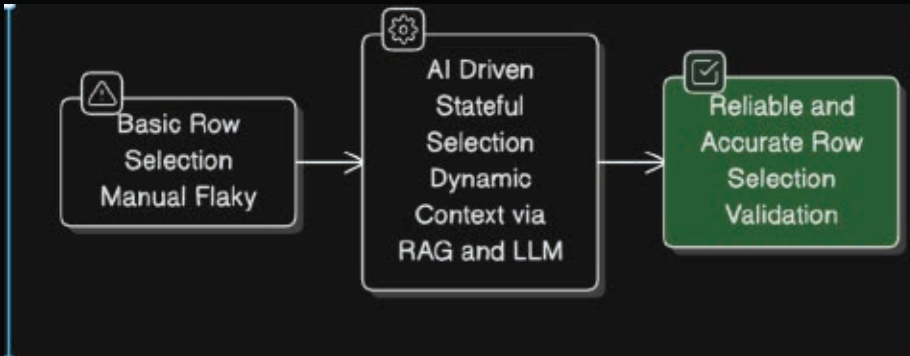 Basic Row
Selection
Manual Flaky
AI Driven
Stateful
Selection
Dynamic
Context via
RAG and LLM
Reliable and
Accurate Row
Selection
Validation